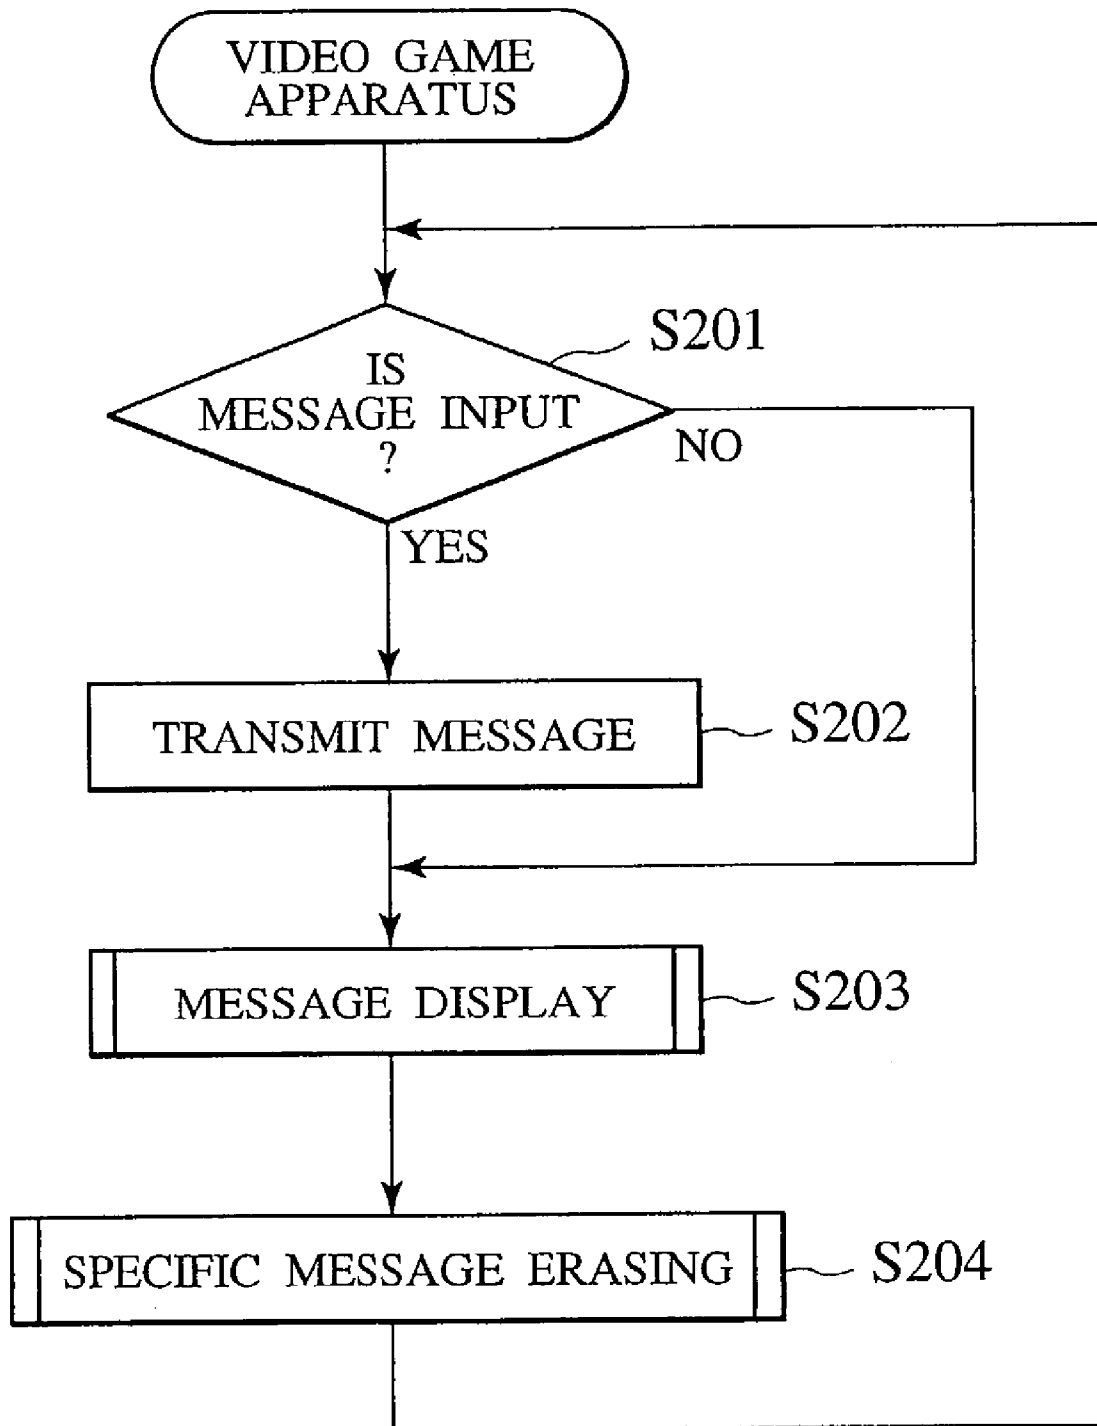 VIDEO GAME
APPARATUS
S201
IS
MESSAGE INPUT
?
NO
YES
TRANSMIT MESSAGE
S202
MESSAGE DISPLAY
S203
SPECIFIC MESSAGE ERASING
S204